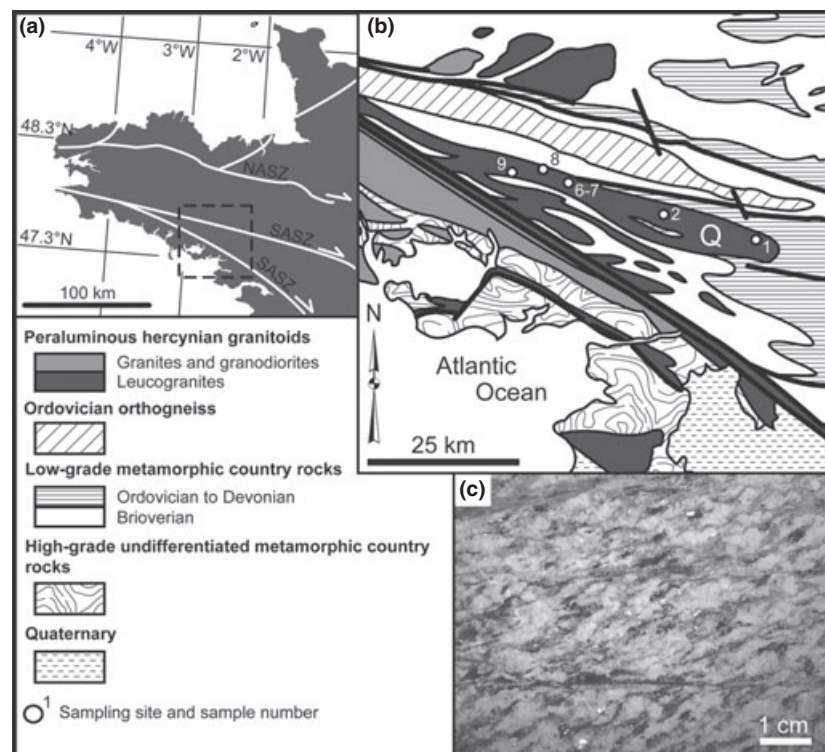 (a)
4°W
3°W
2°W
48.3°N
47.3°N
NASZ
SASZ
SASZ
100 km
(b)
9
8
6-7
2
Q
1
N
Atlantic
Ocean
25 km
Peraluminous hercynian granitoids
Granites and granodiorites
Leucogranites
Ordovician orthogneiss
Low-grade metamorphic country rocks
Ordovician to Devonian
Brioverian
High-grade undifferentiated metamorphic country
rocks
Quaternary
1
Sampling site and sample number
(c)
1 cm